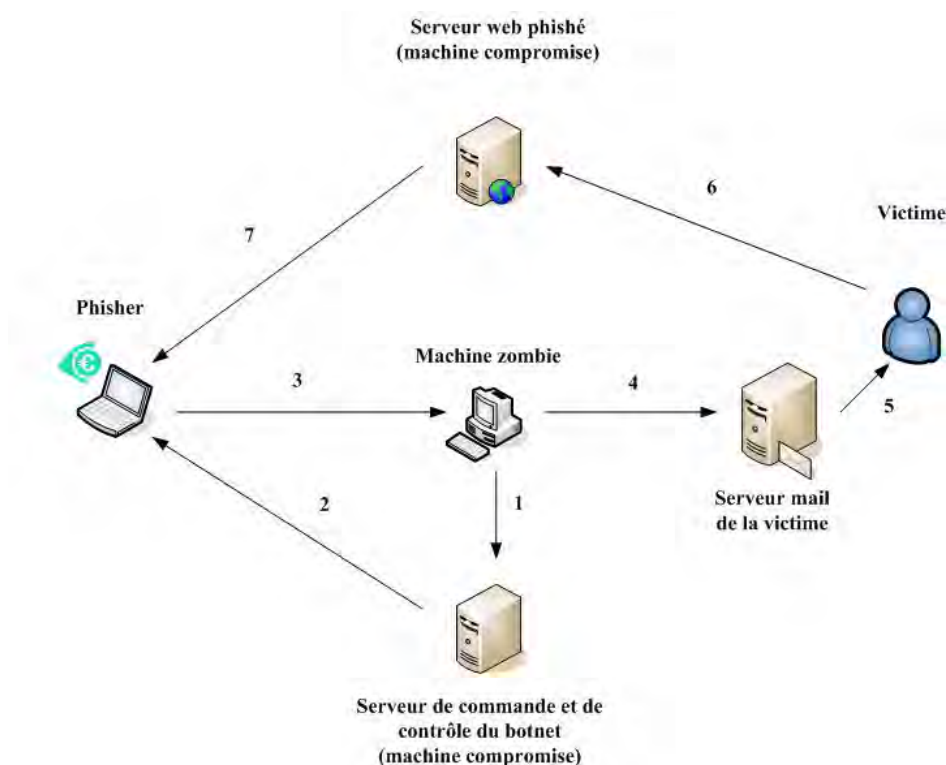 Serveur web phishé
(machine compromise)
6
Victime
7
Phisher
€
Machine zombie
3
4
5
2
1
Serveur mail
de la victime
Serveur de commande et de
contrôle du botnet
(machine compromise)